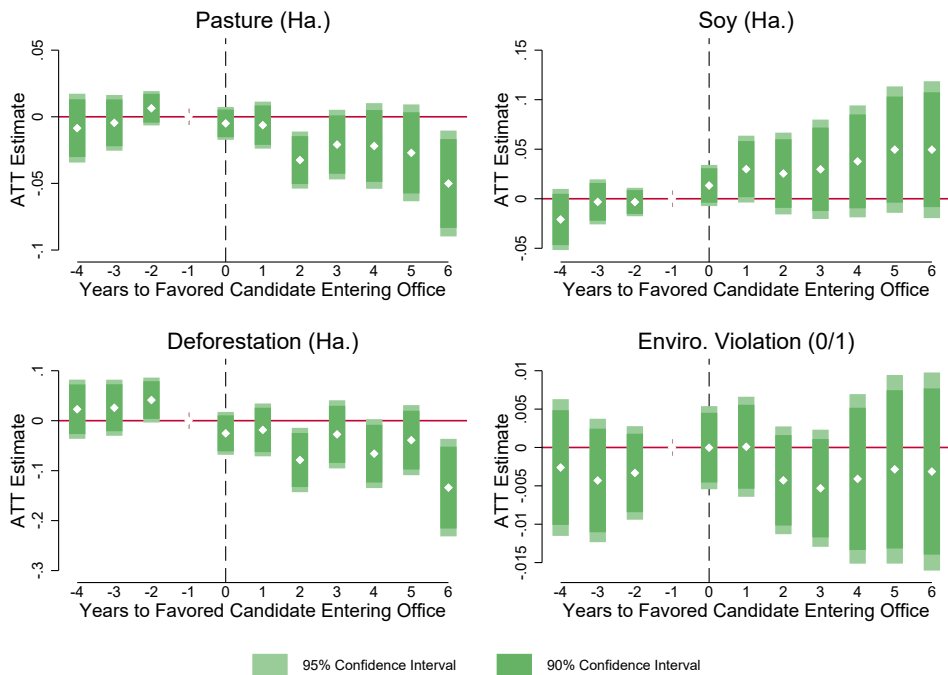 Pasture (Ha.)
ATT Estimate
.05
0
-.05
-.1
-4 -3 -2 -1 0 1 2 3 4 5 6
Years to Favored Candidate Entering Office
Soy (Ha.)
ATT Estimate
.15
.1
.05
0
-.05
-4 -3 -2 -1 0 1 2 3 4 5 6
Years to Favored Candidate Entering Office
Deforestation (Ha.)
ATT Estimate
.1
0
-.1
-.2
-.3
-4 -3 -2 -1 0 1 2 3 4 5 6
Years to Favored Candidate Entering Office
Enviro. Violation (0/1)
ATT Estimate
.01
.005
0
-.005
-.01
-.015
-4 -3 -2 -1 0 1 2 3 4 5 6
Years to Favored Candidate Entering Office
95% Confidence Interval
90% Confidence Interval